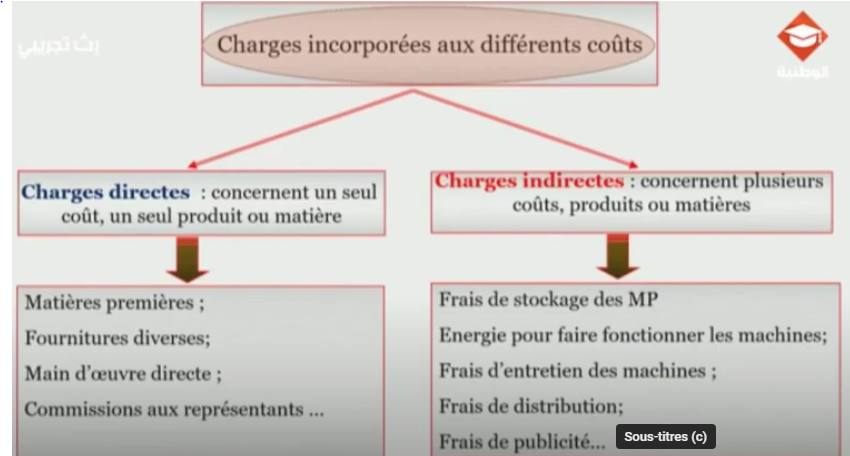 بث تجريبي
الوطنية
Charges incorporées aux différents coûts
Charges directes : concernent un seul
coût, un seul produit ou matière
Charges indirectes : concernent plusieurs
coûts, produits ou matières
Matières premières ;
Fournitures diverses;
Main d’œuvre directe ;
Commissions aux représentants ...
Frais de stockage des MP
Energie pour faire fonctionner les machines;
Frais d’entretien des machines ;
Frais de distribution;
Frais de publicité...
Sous-titres (c)